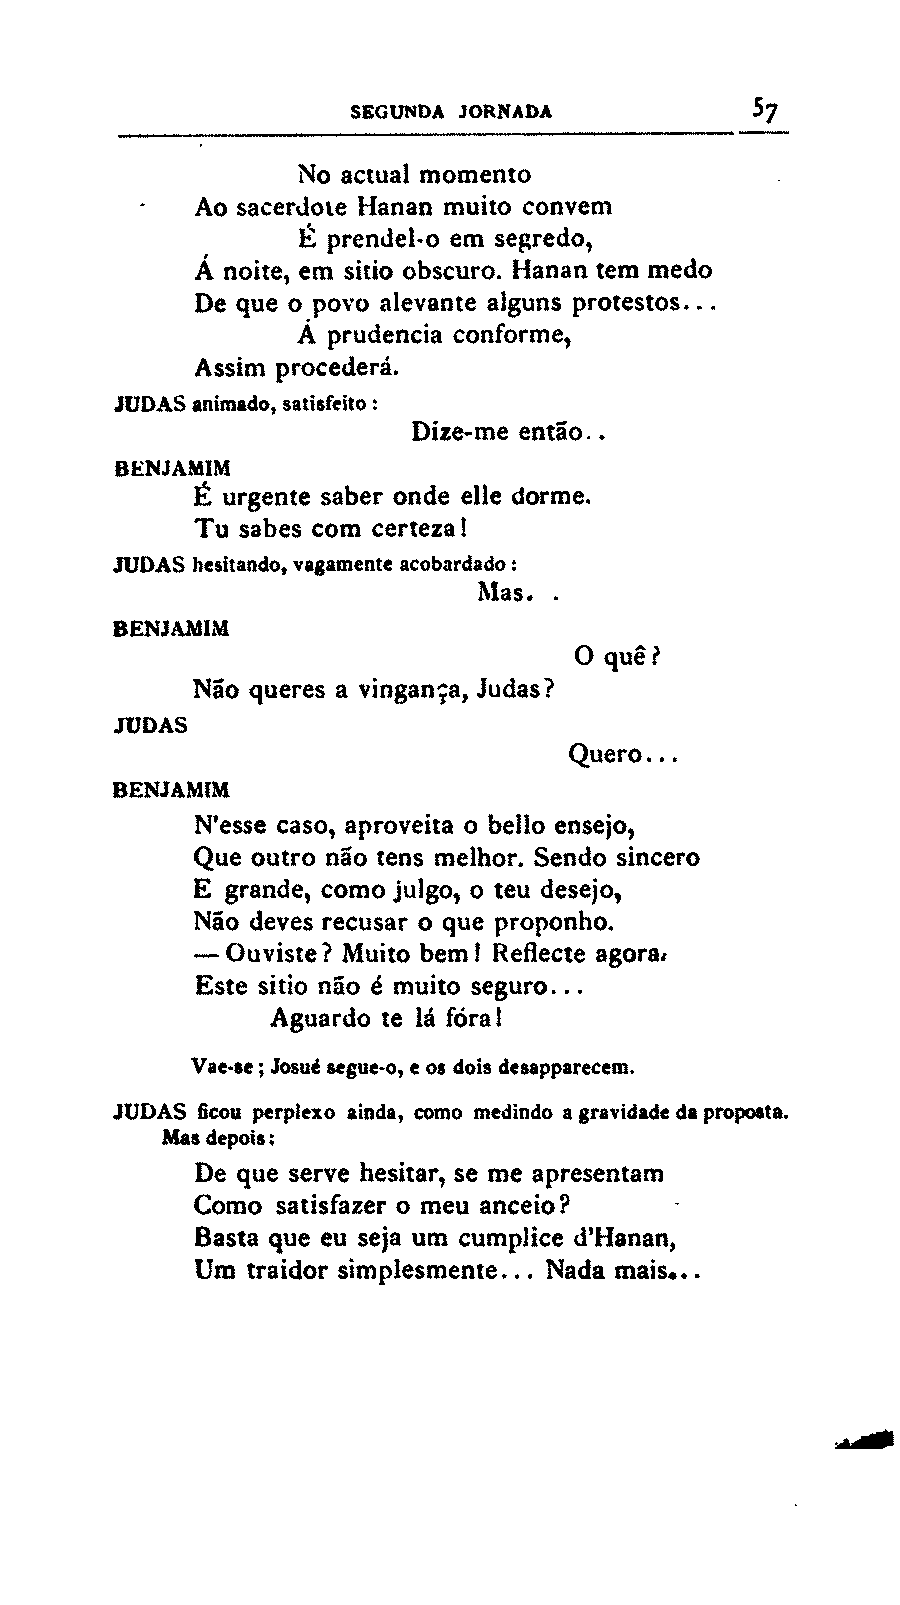 SEGUNDA JORNADA 57
No actual momento
Ao sacerdote Hanan muito convem
É prendel-o em segredo,
Á noite, em sitio obscuro. Hanan tem medo
De que o povo alevante alguns protestos...
Á prudencia conforme,
Assim procederá.
JUDAS animado, satisfeito :
Dize-me então. .
BENJAMIM
É urgente saber onde elle dorme.
Tu sabes com certeza!
JUDAS hesitando, vagamente acobardado :
Mas. .
BENJAMIM
O quê?
Não queres a vingança, Judas?
JUDAS
Quero...
BENJAMIM
N'esse caso, aproveita o bello ensejo,
Que outro não tens melhor. Sendo sincero
E grande, como julgo, o teu desejo,
Não deves recusar o que proponho.
— Ouviste? Muito bem! Reflecte agora.
Este sitio não é muito seguro...
Aguardo te lá fóra!
Vae-se ; Josué segue-o, e os dois desapparecem.
JUDAS ficou perplexo ainda, como medindo a gravidade da proposta.
Mas depois :
De que serve hesitar, se me apresentam
Como satisfazer o meu anceio?
Basta que eu seja um cumplice d'Hanan,
Um traidor simplesmente... Nada mais...